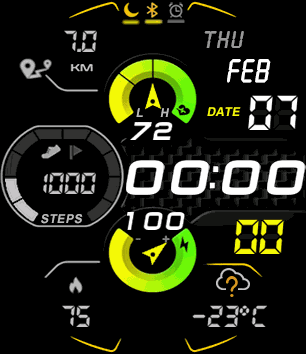 7.0
KM
THU
FEB
DATE 07
L H
72
1000
STEPS
00:00
100
- +
00
75
?
-23°C